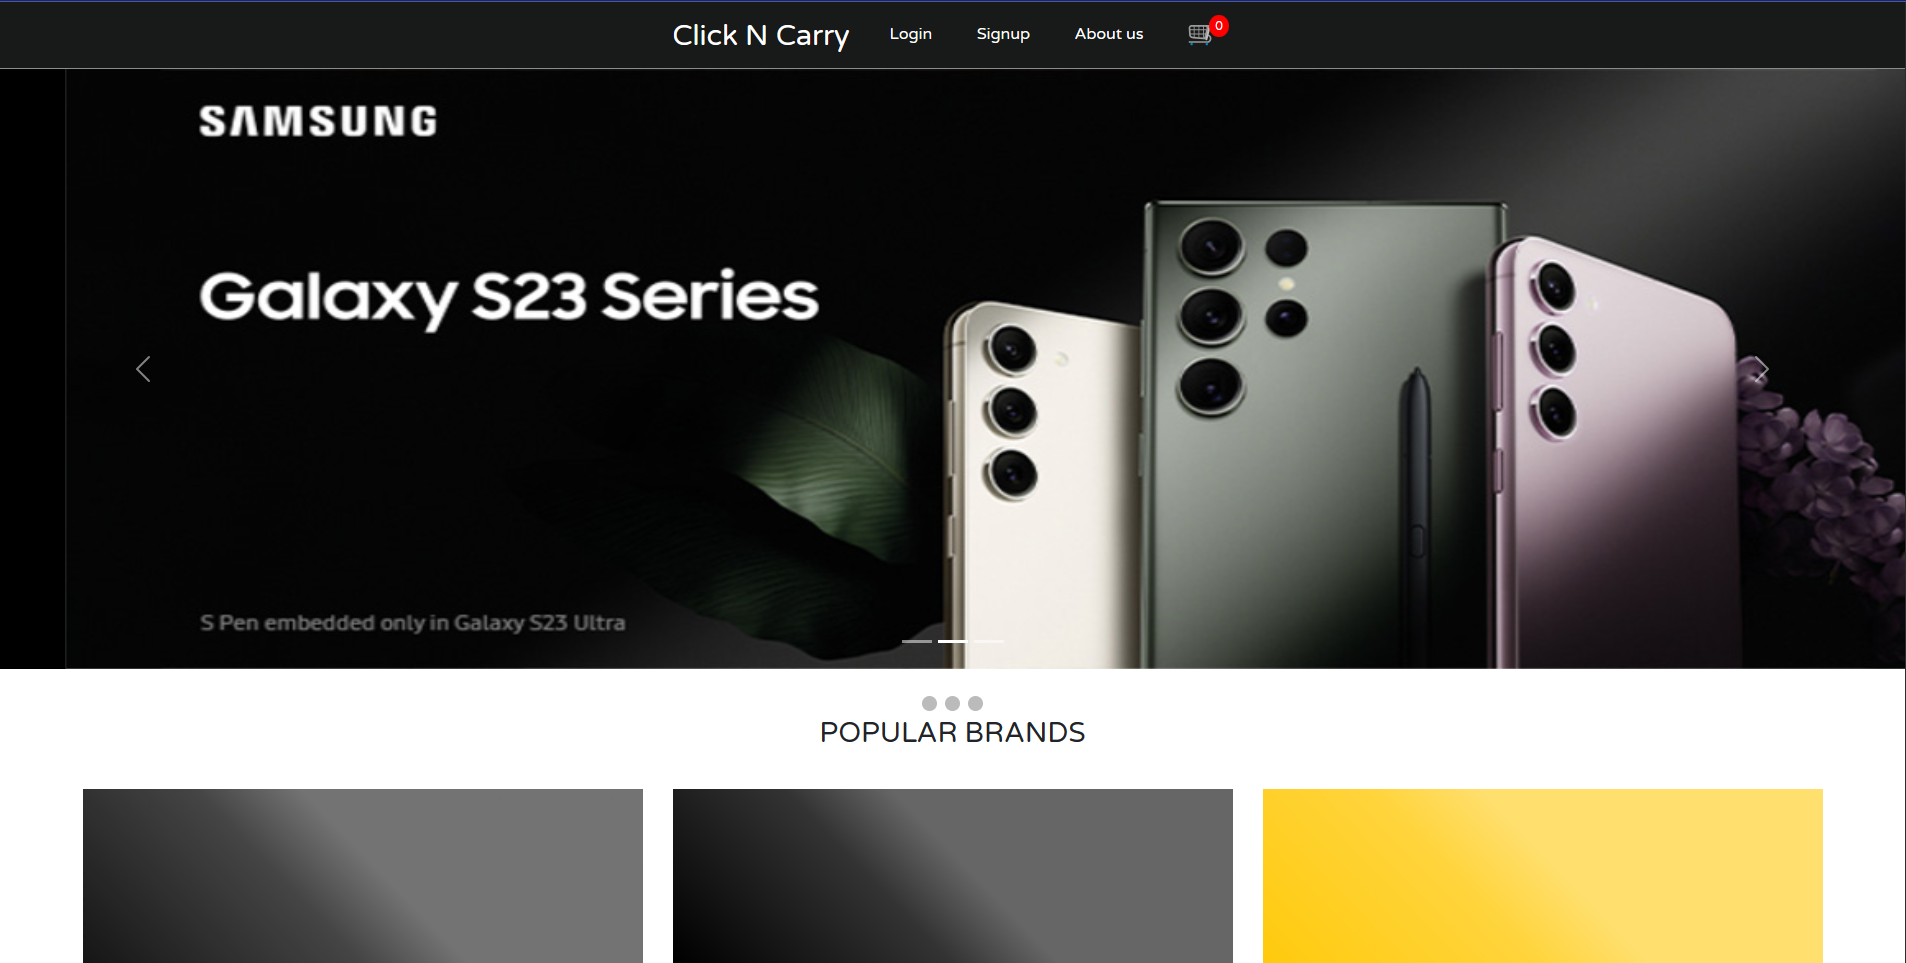 Click N Carry Login Signup About us 0
SAMSUNG
Galaxy S23 Series
S Pen embedded only in Galaxy S23 Ultra
POPULAR BRANDS